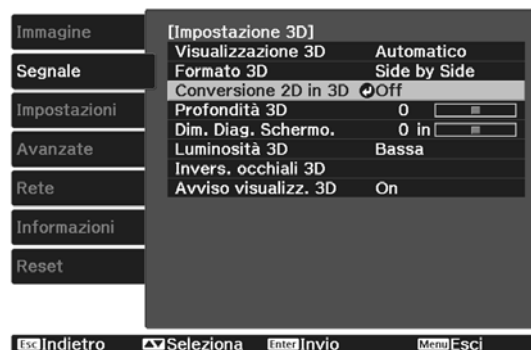 Immagine
Segnale
Impostazioni
Avanzate
Rete
Informazioni
Reset
[Impostazione 3D]
Visualizzazione 3D Automatico
Formato 3D Side by Side
Conversione 2D in 3D Off
Profondità 3D 0
Dim. Diag. Schermo. 0 in
Luminosità 3D Bassa
Invers. occhiali 3D
Avviso visualizz. 3D On
Esc Indietro Seleziona Enter Invio Menu Esci